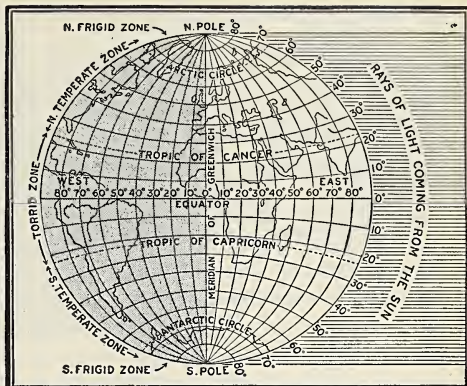 N. FRIGID ZONE
N. POLE
80°
70°
60°
50°
40°
30°
20°
10°
0°
10°
20°
30°
40°
50°
60°
70°
80°
N. TEMPERATE ZONE
ARCTIC CIRCLE
TROPIC OF CANCER
WEST
EAST
80° 70° 60° 50° 40° 30° 20° 10° 0° 10° 20° 30° 40° 50° 60° 70° 80°
EQUATOR
TORRID ZONE
MERIDIAN OF GREENWICH
TROPIC OF CAPRICORN
S. TEMPERATE ZONE
ANTARCTIC CIRCLE
S. FRIGID ZONE
S. POLE
RAYS OF LIGHT COMING FROM THE SUN